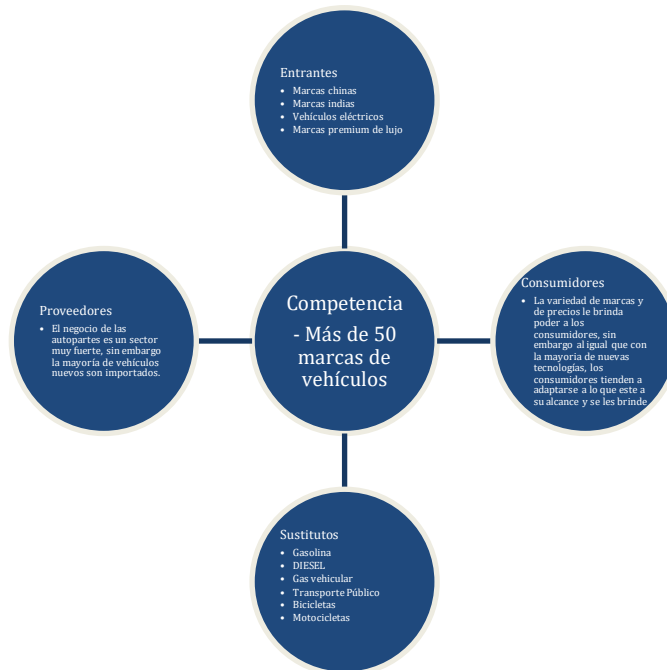 Entrantes
• Marcas chinas
• Marcas indias
• Vehículos eléctricos
• Marcas premium de lujo
Proveedores
• El negocio de las
autopartes es un sector
muy fuerte, sin embargo
la mayoría de vehículos
nuevos son importados.
Competencia
- Más de 50
marcas de
vehículos
Consumidores
• La variedad de marcas y
de precios le brinda
poder a los
consumidores, sin
embargo al igual que con
la mayoria de nuevas
tecnologías, los
consumidores tienden a
adaptarse a lo que este a
su alcance y se les brinde
Sustitutos
• Gasolina
• DIESEL
• Gas vehicular
• Transporte Público
• Bicicletas
• Motocicletas